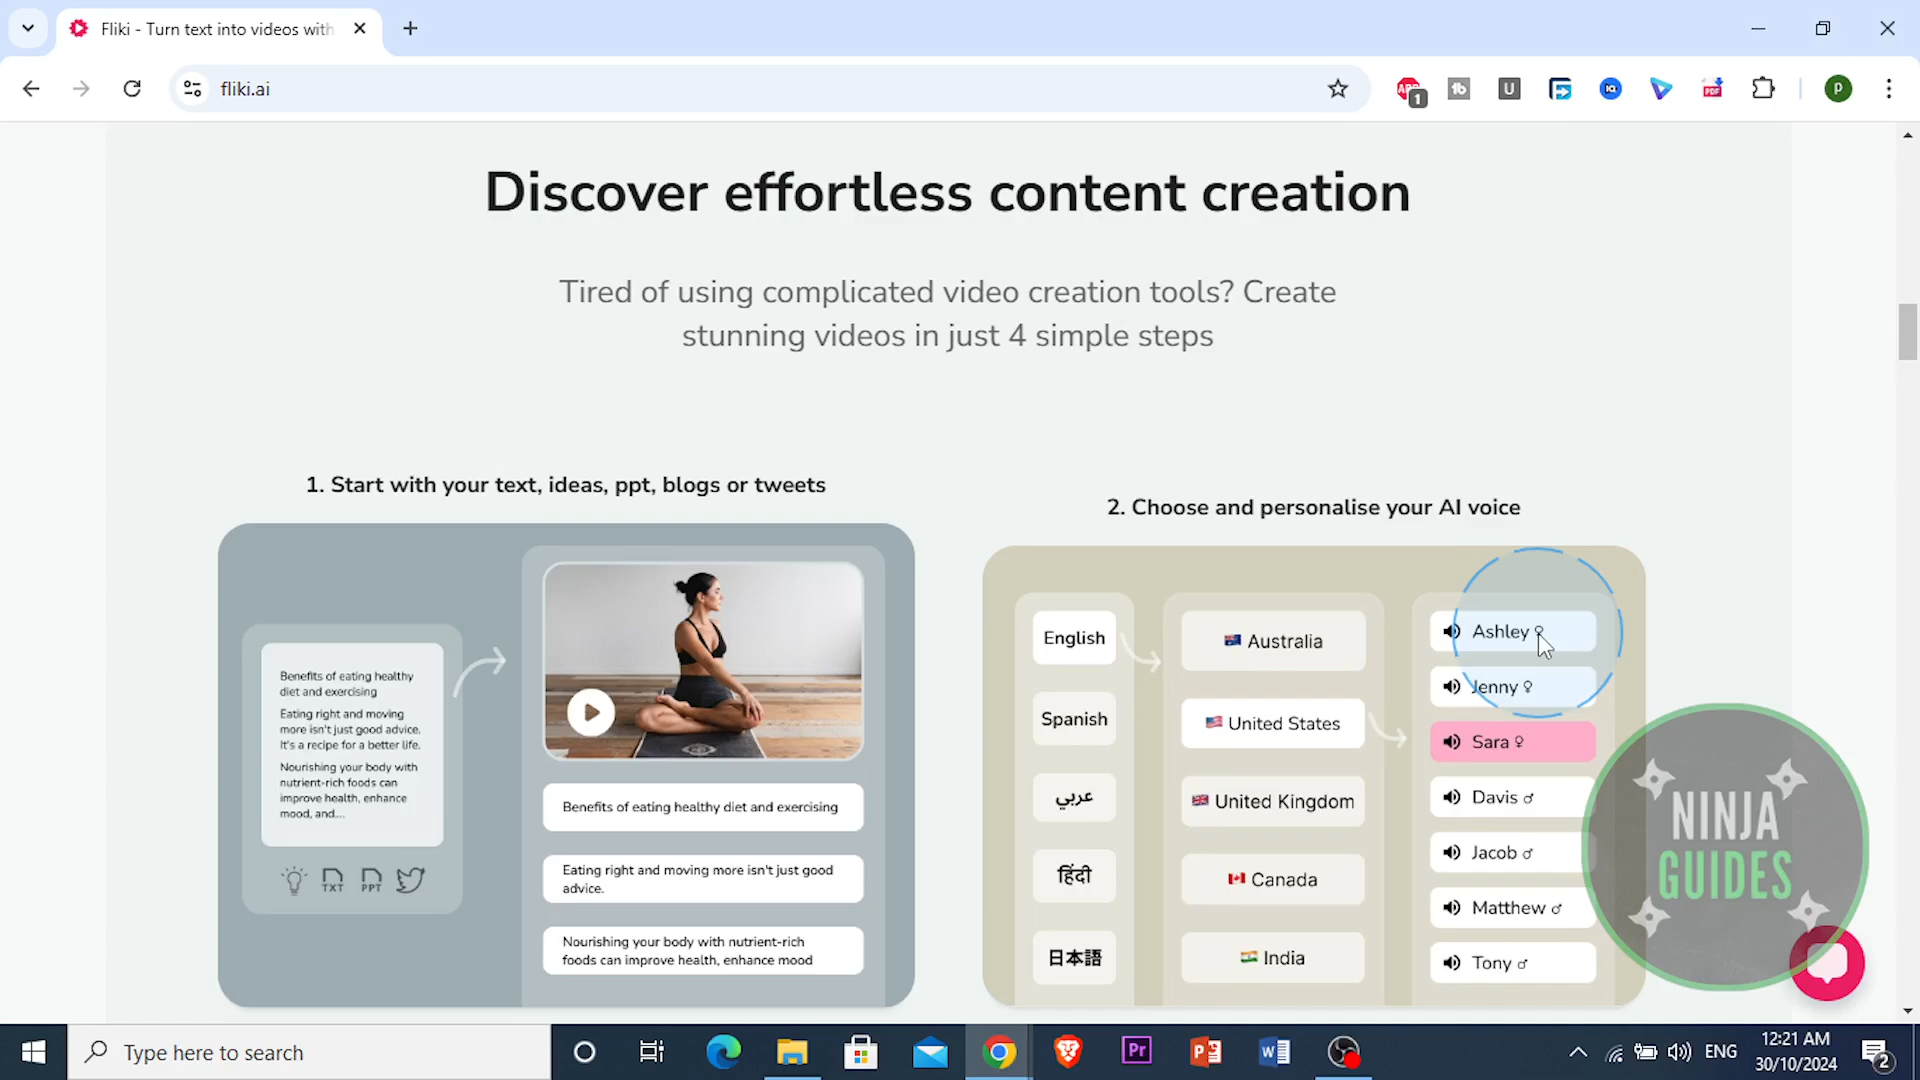 Fliki - Turn text into videos with
fliki.ai
1
U
IQ
PDF
p
Discover effortless content creation
Tired of using complicated video creation tools? Create
stunning videos in just 4 simple steps
1. Start with your text, ideas, ppt, blogs or tweets
Benefits of eating healthy
diet and exercising
Eating right and moving
more isn't just good advice.
It's a recipe for a better life.
Nourishing your body with
nutrient-rich foods can
improve health, enhance
mood, and...
TXT
PPT
Benefits of eating healthy diet and exercising
Eating right and moving more isn't just good
advice.
Nourishing your body with nutrient-rich
foods can improve health, enhance mood
2. Choose and personalise your AI voice
English
Spanish
عربي
हिंदी
日本語
Australia
United States
United Kingdom
Canada
India
Ashley ♀
Jenny ♀
Sara ♀
Davis ♂
Jacob ♂
Matthew ♂
Tony ♂
NINJA
GUIDES
Type here to search
Pr
ENG
12:21 AM
30/10/2024
2